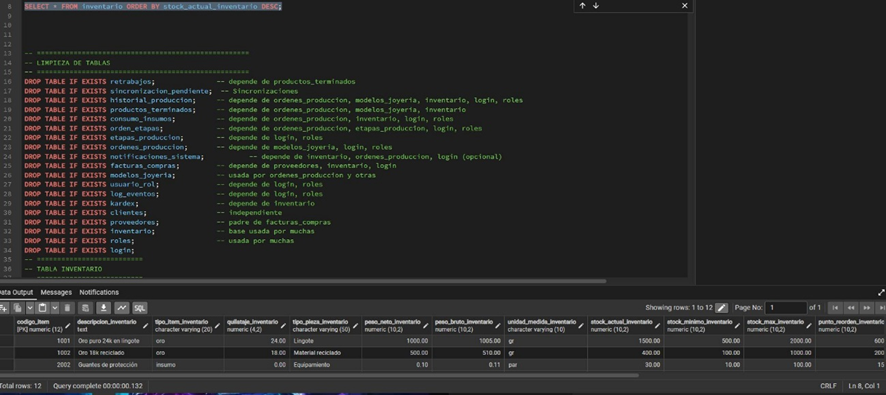 8 SELECT * FROM inventario ORDER BY stock_actual_inventario DESC;
9
10
11
12
13 -- ====================================================
14 -- LIMPIEZA DE TABLAS
15 -- ====================================================
16 DROP TABLE IF EXISTS retrabajos; -- depende de productos_terminados
17 DROP TABLE IF EXISTS sincronizacion_pendiente; -- Sincronizaciones
18 DROP TABLE IF EXISTS historial_produccion; -- depende de ordenes_produccion, modelos_joyeria, inventario, login, roles
19 DROP TABLE IF EXISTS productos_terminados; -- depende de modelos_joyeria, inventario
20 DROP TABLE IF EXISTS consumo_insumos; -- depende de ordenes_produccion, inventario, login, roles
21 DROP TABLE IF EXISTS orden_etapas; -- depende de ordenes_produccion, etapas_produccion, login, roles
22 DROP TABLE IF EXISTS etapas_produccion; -- depende de login, roles
23 DROP TABLE IF EXISTS ordenes_produccion; -- depende de modelos_joyeria, login, roles
24 DROP TABLE IF EXISTS notificaciones_sistema; -- depende de inventario, ordenes_produccion, login (opcional)
25 DROP TABLE IF EXISTS facturas_compras; -- depende de proveedores, inventario, login
26 DROP TABLE IF EXISTS modelos_joyeria; -- usada por ordenes_produccion y otras
27 DROP TABLE IF EXISTS usuario_rol; -- depende de login, roles
28 DROP TABLE IF EXISTS log_eventos; -- depende de login, roles
29 DROP TABLE IF EXISTS kardex; -- depende de inventario
30 DROP TABLE IF EXISTS clientes; -- independiente
31 DROP TABLE IF EXISTS proveedores; -- padre de facturas_compras
32 DROP TABLE IF EXISTS inventario; -- base usada por muchas
33 DROP TABLE IF EXISTS roles; -- usada por muchas
34 DROP TABLE IF EXISTS login;
35 -- ==========================
36 -- TABLA INVENTARIO
Data Output Messages Notifications
SQL Showing rows: 1 to 12 Page No: 1 of 1
codigo_item descripcion_inventario tipo_item_inventario quilataje_inventario tipo_pieza_inventario peso_neto_inventario peso_bruto_inventario unidad_medida_inventario stock_actual_inventario stock_minimo_inventario stock_max_inventario punto_reorden_inventario
[PK] numeric (12) text character varying (20) numeric (4,2) character varying (50) numeric (10,2) numeric (10,2) character varying (10) numeric (10,2) numeric (10,2) numeric (10,2) numeric (10,2)
1001 Oro puro 24k en lingote oro 24.00 Lingote 1000.00 1005.00 gr 1500.00 500.00 2000.00 600
1002 Oro 18k reciclado oro 18.00 Material reciclado 500.00 510.00 gr 400.00 100.00 1000.00 200
2002 Guantes de protección insumo 0.00 Equipamiento 0.10 0.11 par 30.00 10.00 100.00 15
Total rows: 12 Query complete 00:00:00.132 CRLF Ln 8, Col 1